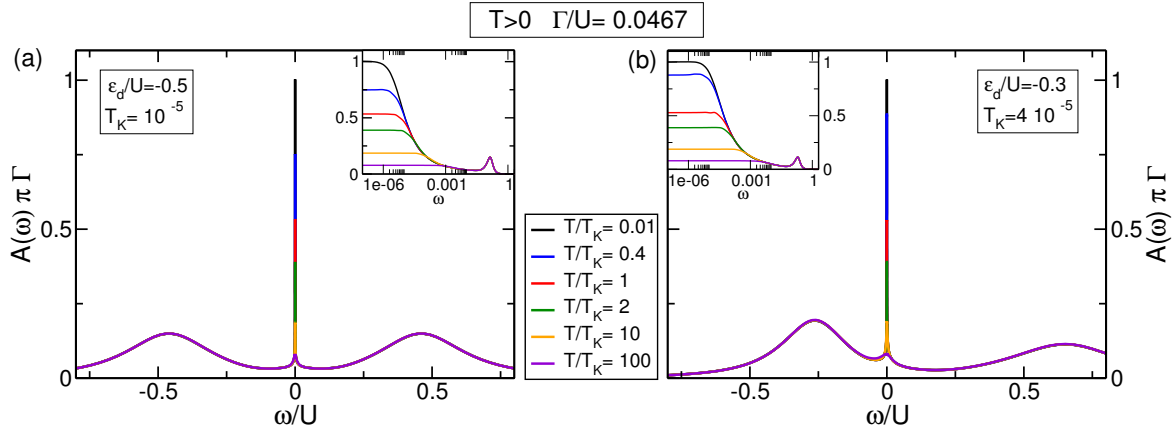 T>0 Γ/U= 0.0467
(a)
ε_d/U=-0.5
T_K= 10^-5
1
0.5
0
A(ω) π Γ
-0.5
0
0.5
ω/U
1
0.5
0
1e-06
0.001
1
ω
T/T_K= 0.01
T/T_K= 0.4
T/T_K= 1
T/T_K= 2
T/T_K= 10
T/T_K= 100
(b)
ε_d/U=-0.3
T_K=4 10^-5
1
0.5
0
1e-06
0.001
1
ω
1
0.5
0
A(ω) π Γ
-0.5
0
0.5
ω/U